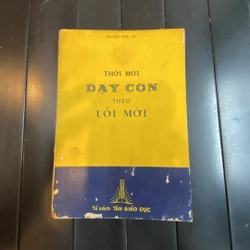 THỜI MỚI
DẠY CON
THEO
LỐI MỚI
Tủ sách TÂN GIÁO-DỤC